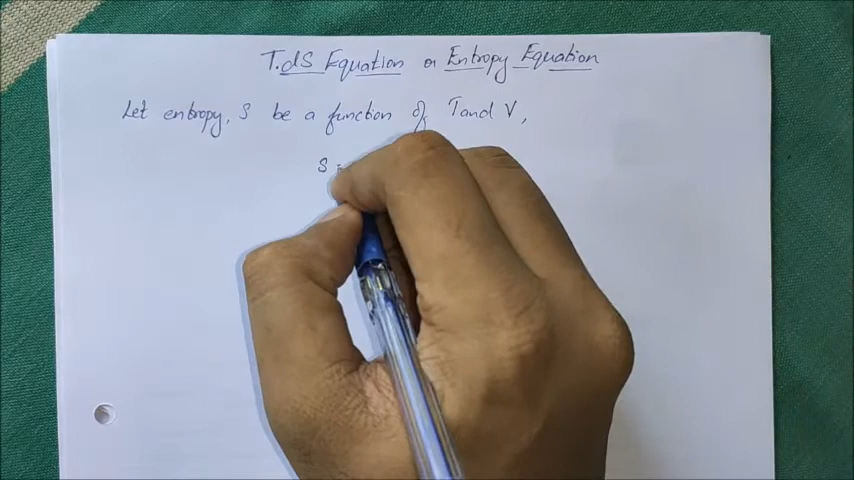 T.dS Equation or Entropy Equation
Let entropy, S be a function of T and V,
S =